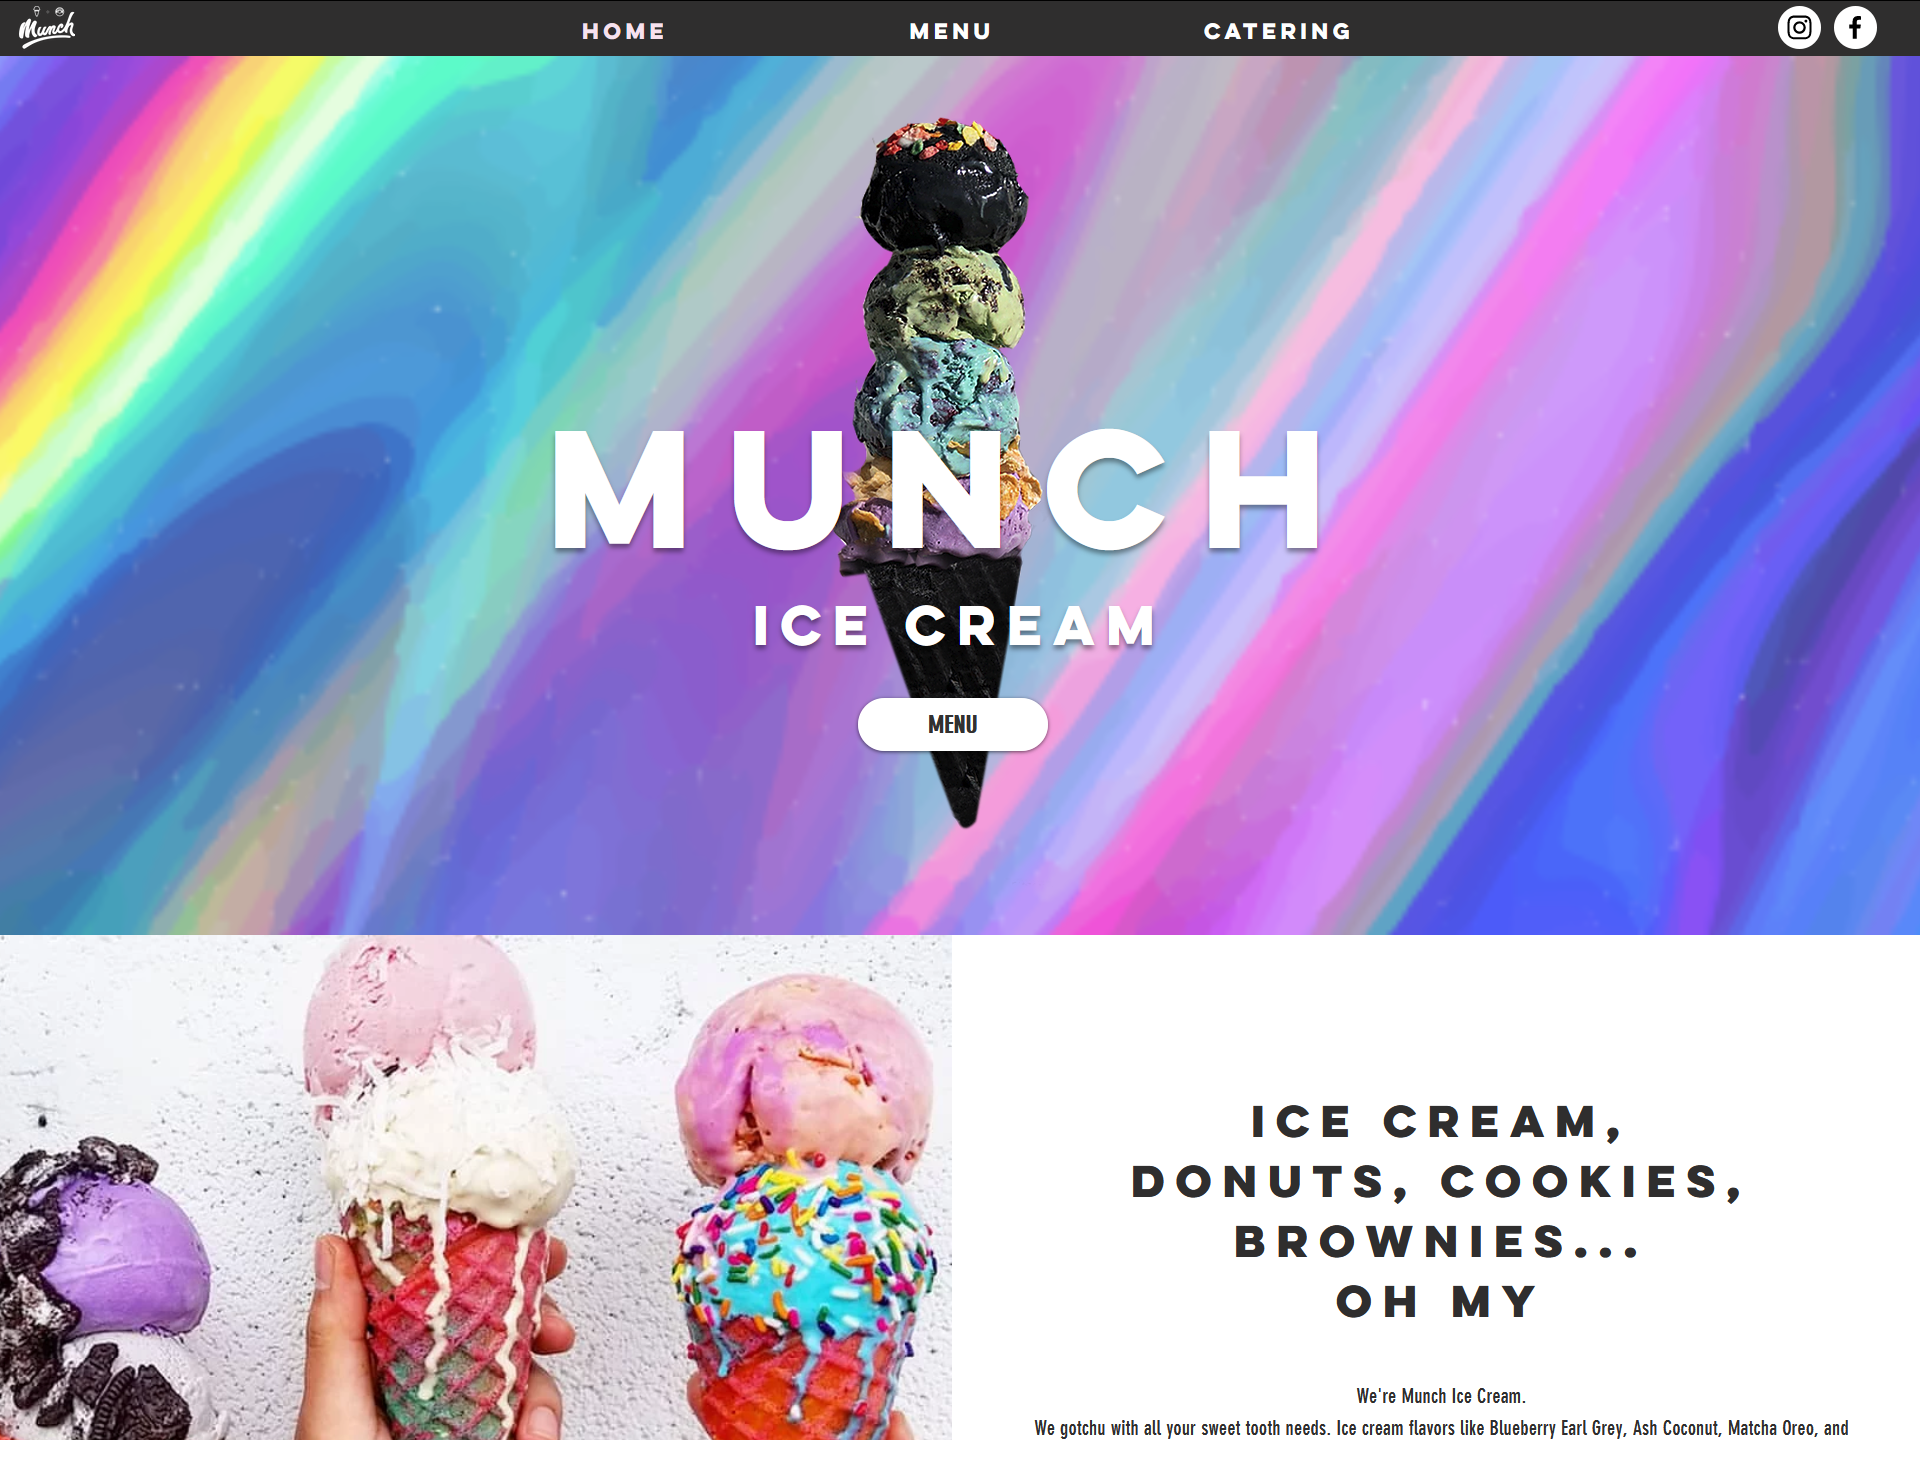 Munch
HOME MENU CATERING
MUNCH
ICE CREAM
MENU
ICE CREAM,
DONUTS, COOKIES,
BROWNIES...
OH MY
We're Munch Ice Cream.
We gotchu with all your sweet tooth needs. Ice cream flavors like Blueberry Earl Grey, Ash Coconut, Matcha Oreo, and